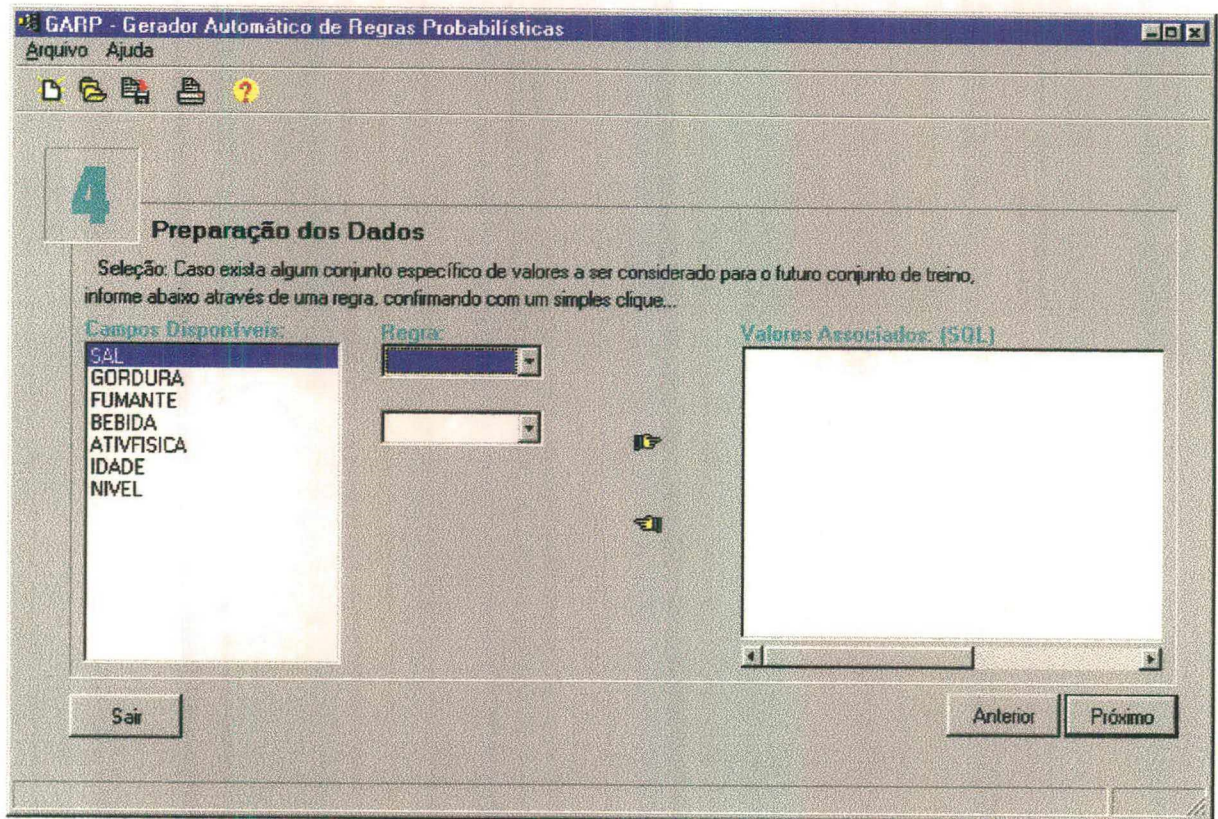 GARP - Gerador Automático de Regras Probabilísticas
Arquivo Ajuda
4
Preparação dos Dados
Seleção: Caso exista algum conjunto específico de valores a ser considerado para o futuro conjunto de treino,
informe abaixo através de uma regra, confirmando com um simples clique...
Campos Disponíveis: Regra: Valores Associados: (SQL)
SAL
GORDURA
FUMANTE
BEBIDA
ATIVFISICA
IDADE
NIVEL
Sair Anterior Próximo